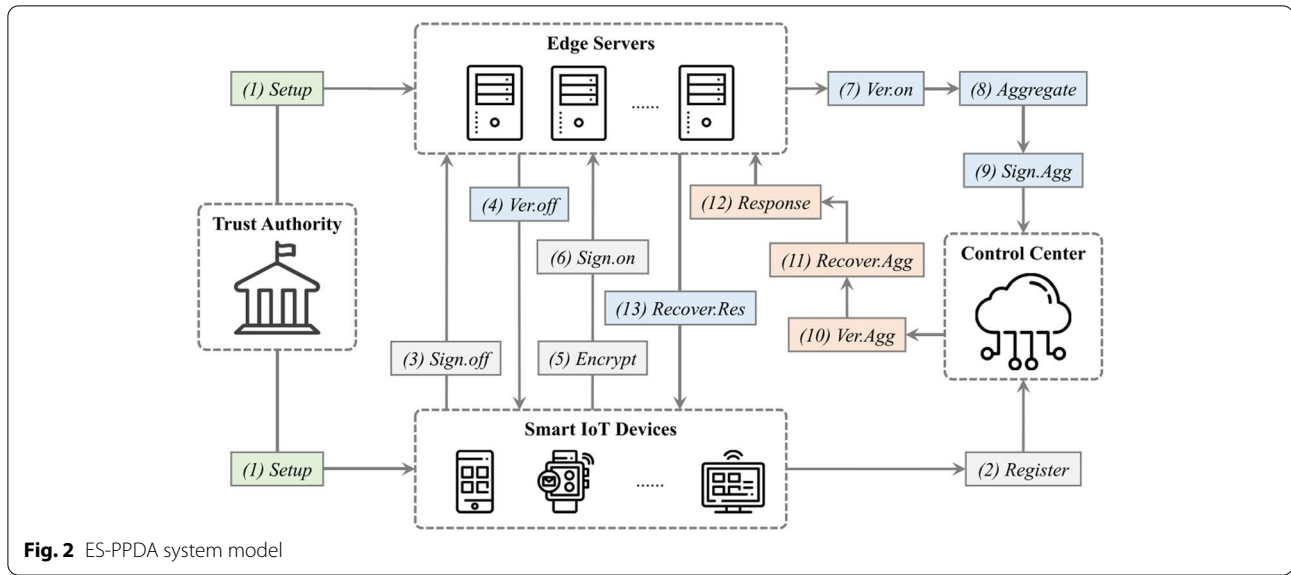 Edge Servers
(1) Setup
......
(7) Ver.on
(8) Aggregate
(9) Sign.Agg
(4) Ver.off
(12) Response
Trust Authority
(6) Sign.on
(11) Recover.Agg
Control Center
(13) Recover.Res
(10) Ver.Agg
(3) Sign.off
(5) Encrypt
Smart IoT Devices
(1) Setup
......
(2) Register
Fig. 2 ES-PPDA system model